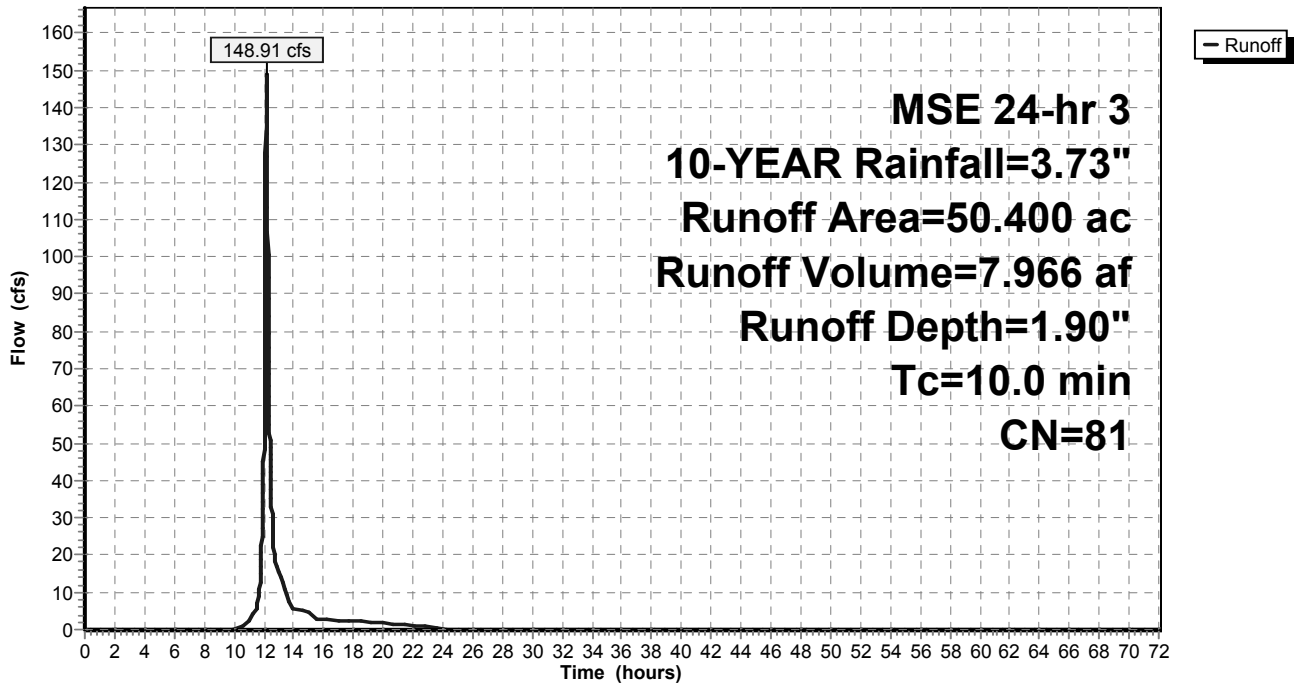 160
150
140
130
120
110
100
90
80
70
60
50
40
30
20
10
0
Flow (cfs)
148.91 cfs
Runoff
MSE 24-hr 3
10-YEAR Rainfall=3.73"
Runoff Area=50.400 ac
Runoff Volume=7.966 af
Runoff Depth=1.90"
Tc=10.0 min
CN=81
0 2 4 6 8 10 12 14 16 18 20 22 24 26 28 30 32 34 36 38 40 42 44 46 48 50 52 54 56 58 60 62 64 66 68 70 72
Time (hours)